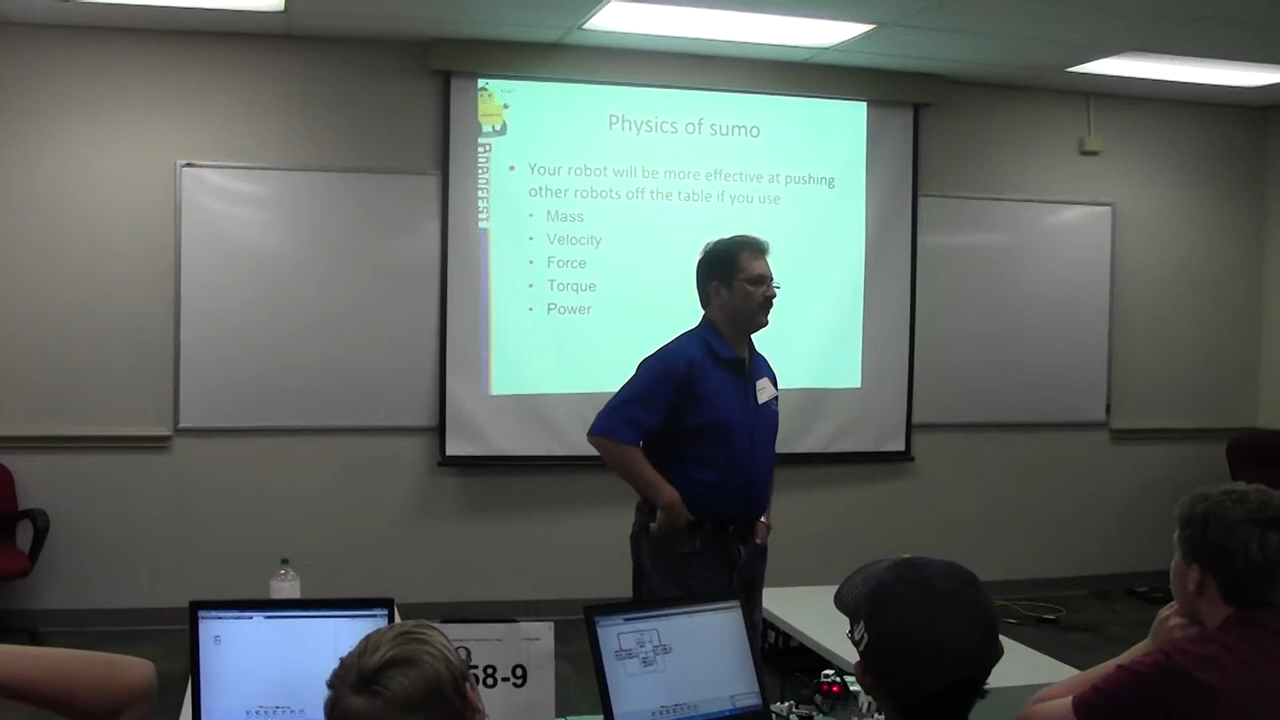 Physics of sumo
• Your robot will be more effective at pushing
other robots off the table if you use
• Mass
• Velocity
• Force
• Torque
• Power
58-9